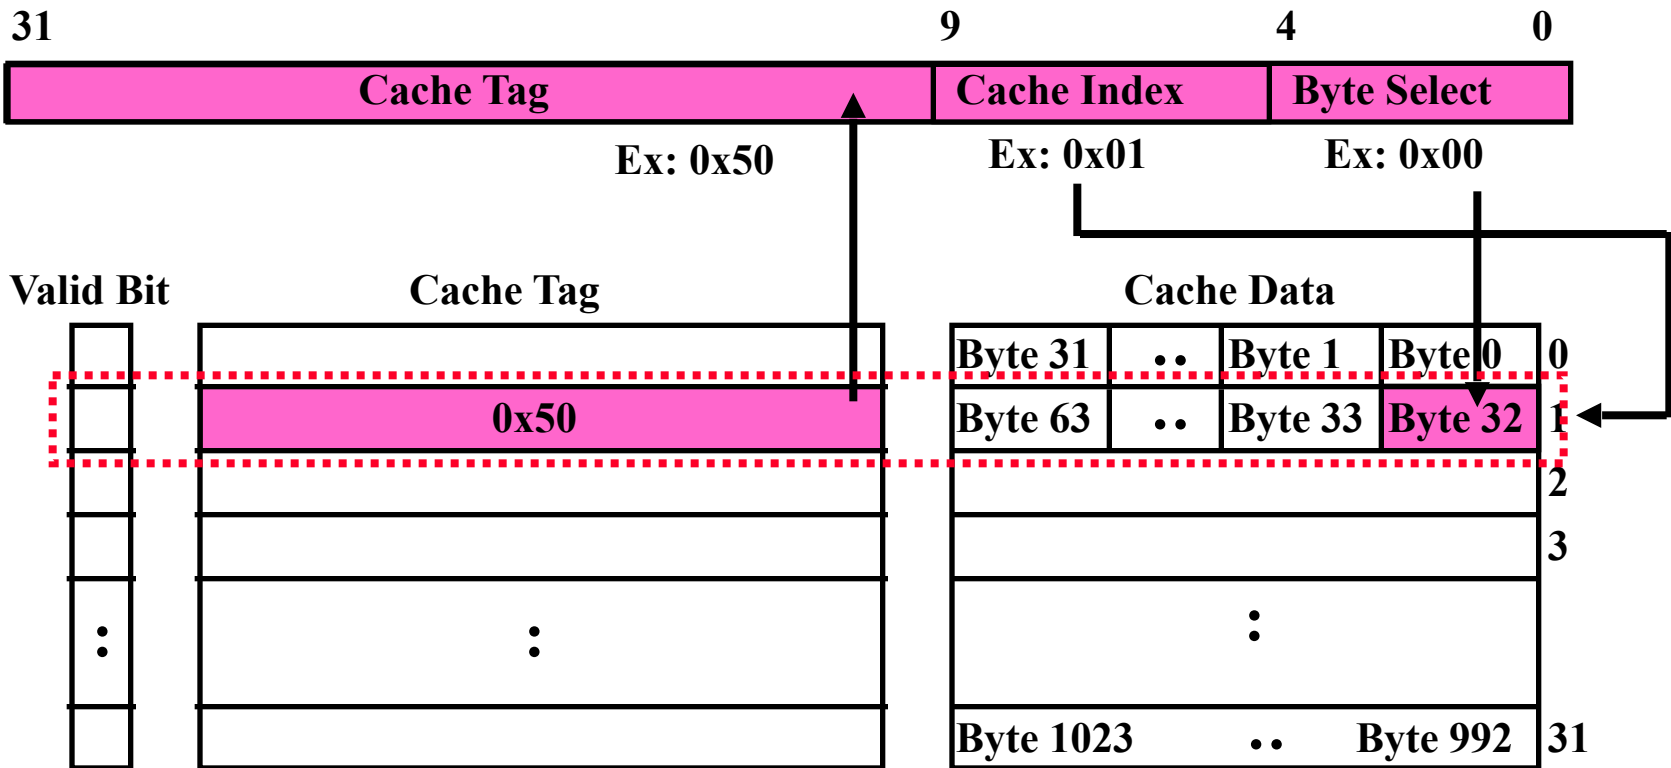 31 9 4 0
Cache Tag Cache Index Byte Select
Ex: 0x50 Ex: 0x01 Ex: 0x00
Valid Bit Cache Tag Cache Data
Byte 31 .. Byte 1 Byte 0 0
0x50 Byte 63 .. Byte 33 Byte 32 1
2
3
: : :
Byte 1023 .. Byte 992 31